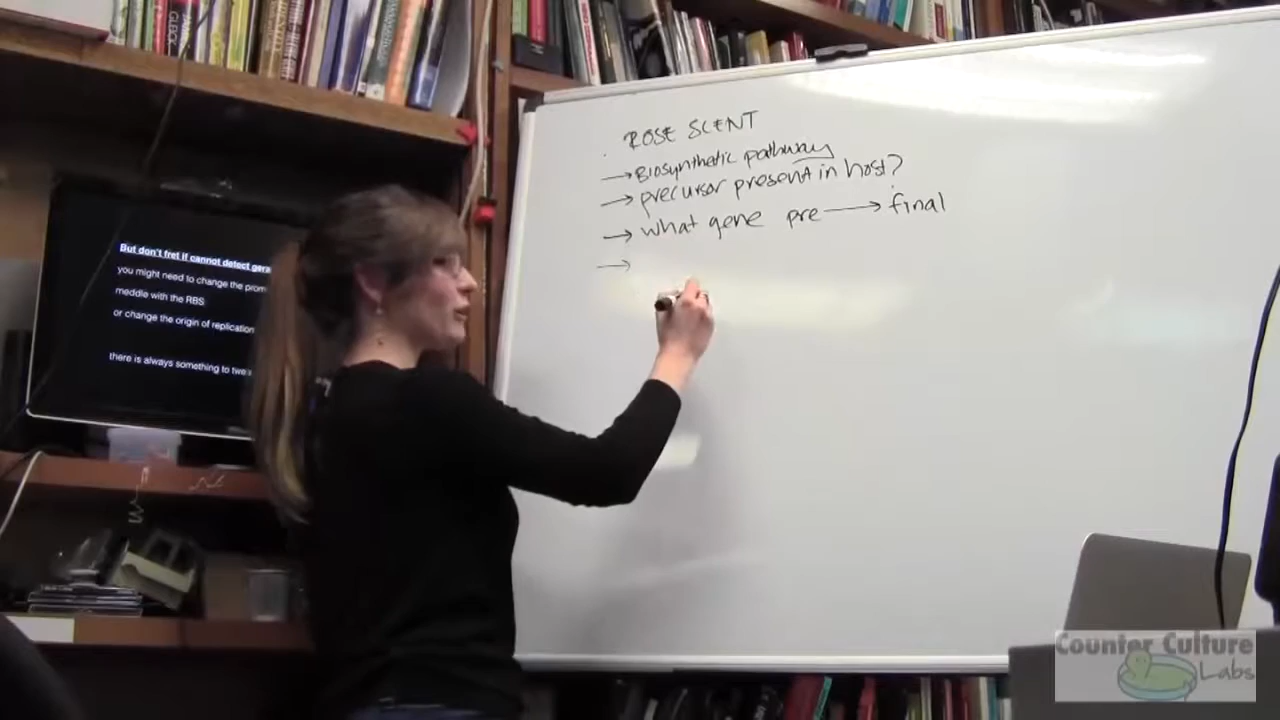 ROSE SCENT
→ Biosynthetic pathway
→ precursor present in host?
→ what gene pre → final
→
But don't fret if cannot detect gera
you might need to change the prom
meddle with the RBS
or change the origin of replication
there is always something to twe
Counter Culture
Labs